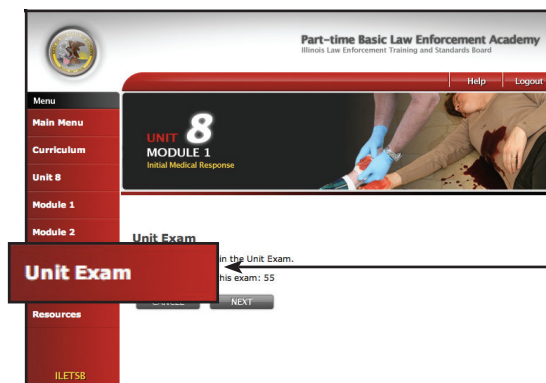 Part-time Basic Law Enforcement Academy
Illinois Law Enforcement Training and Standards Board
Help Logout
Menu
Main Menu
Curriculum
Unit 8
Module 1
Module 2
Unit Exam
Resources
ILETSB
UNIT 8
MODULE 1
Initial Medical Response
Unit Exam
in the Unit Exam.
his exam: 55
CANCEL NEXT